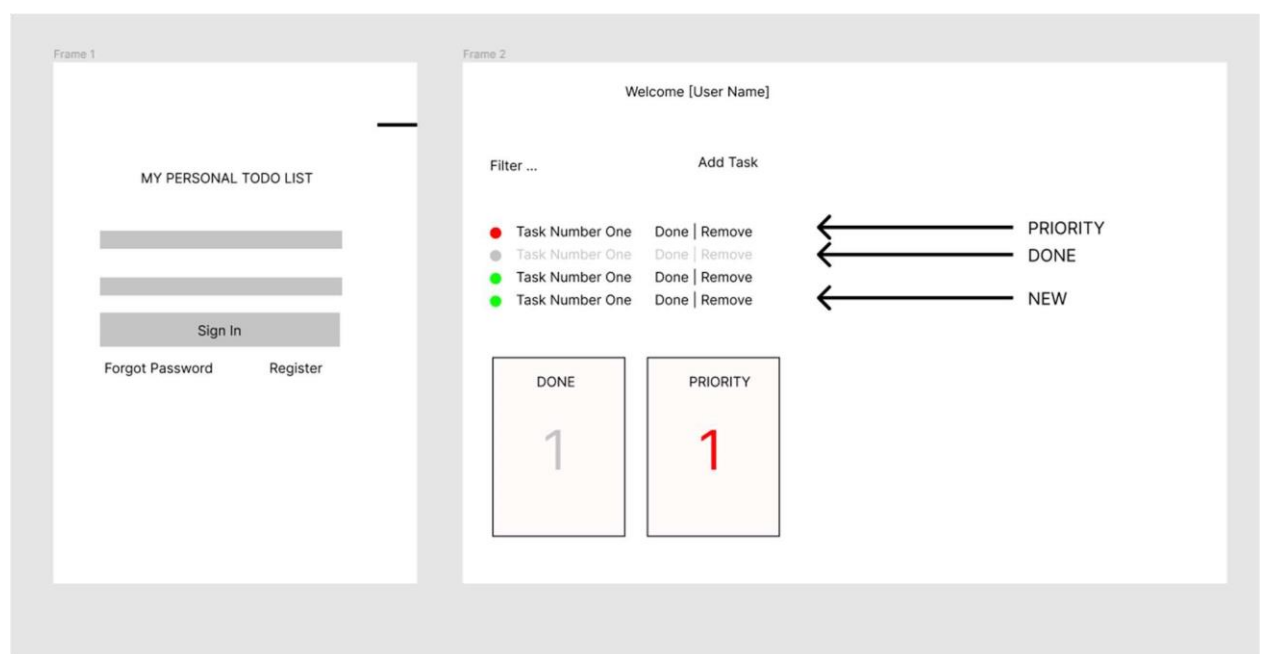 Frame 1
MY PERSONAL TODO LIST
Sign In
Forgot Password Register
Frame 2
Welcome [User Name]
Filter ... Add Task
Task Number One Done | Remove PRIORITY
Task Number One Done | Remove DONE
Task Number One Done | Remove
Task Number One Done | Remove NEW
DONE PRIORITY
1 1